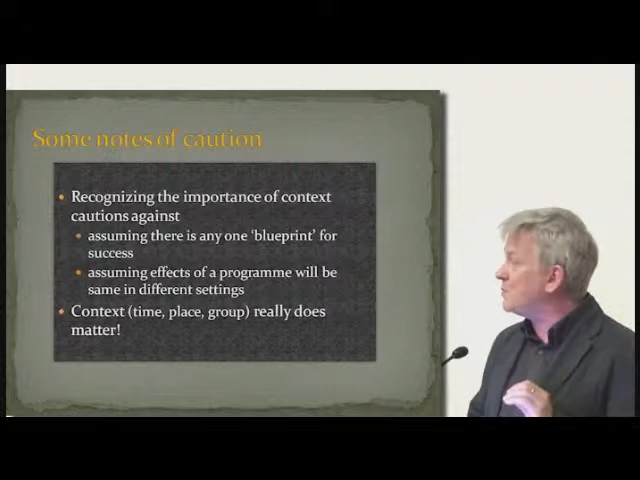 Some notes of caution
• Recognizing the importance of context
cautions against
• assuming there is any one ‘blueprint’ for
success
• assuming effects of a programme will be
same in different settings
• Context (time, place, group) really does
matter!